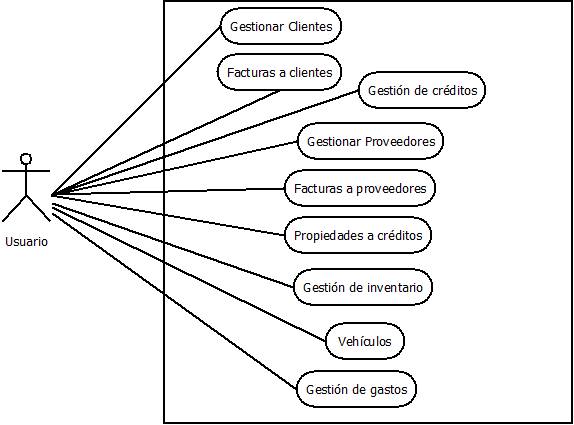 Gestionar Clientes
Facturas a clientes
Gestión de créditos
Gestionar Proveedores
Facturas a proveedores
Propiedades a créditos
Usuario
Gestión de inventario
Vehículos
Gestión de gastos